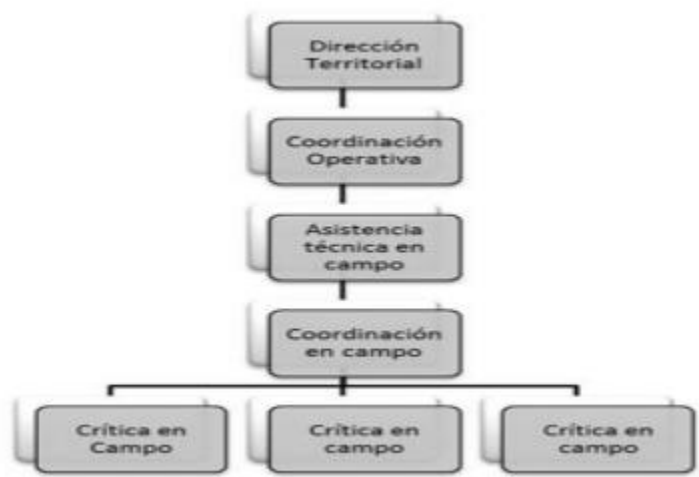 Dirección
Territorial
Coordinación
Operativa
Asistencia
técnica en
campo
Coordinación
en campo
Crítica en
Campo
Crítica en
campo
Crítica en
campo